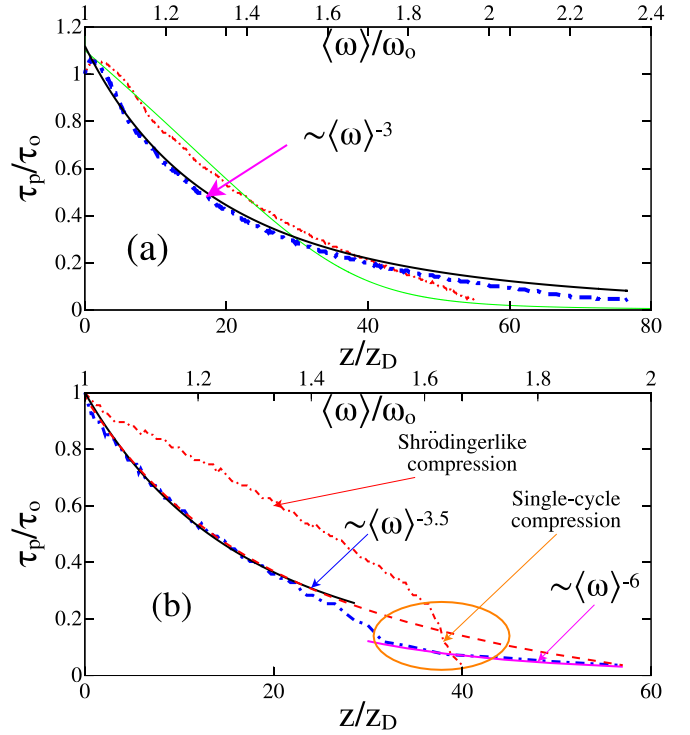 1 1.2 1.4 1.6 1.8 2 2.2 2.4
⟨ω⟩/ω₀
1.2
1
0.8
0.6
0.4
0.2
0
τp/τo
~⟨ω⟩⁻³
(a)
0 20 40 60 80
z/zD
1 1.2 1.4 1.6 1.8 2
⟨ω⟩/ωo
1
0.8
0.6
0.4
0.2
0
τp/τo
Shrödingerlike
compression
Single-cycle
compression
~⟨ω⟩⁻³·⁵
~⟨ω⟩⁻⁶
(b)
0 20 40 60
z/zD